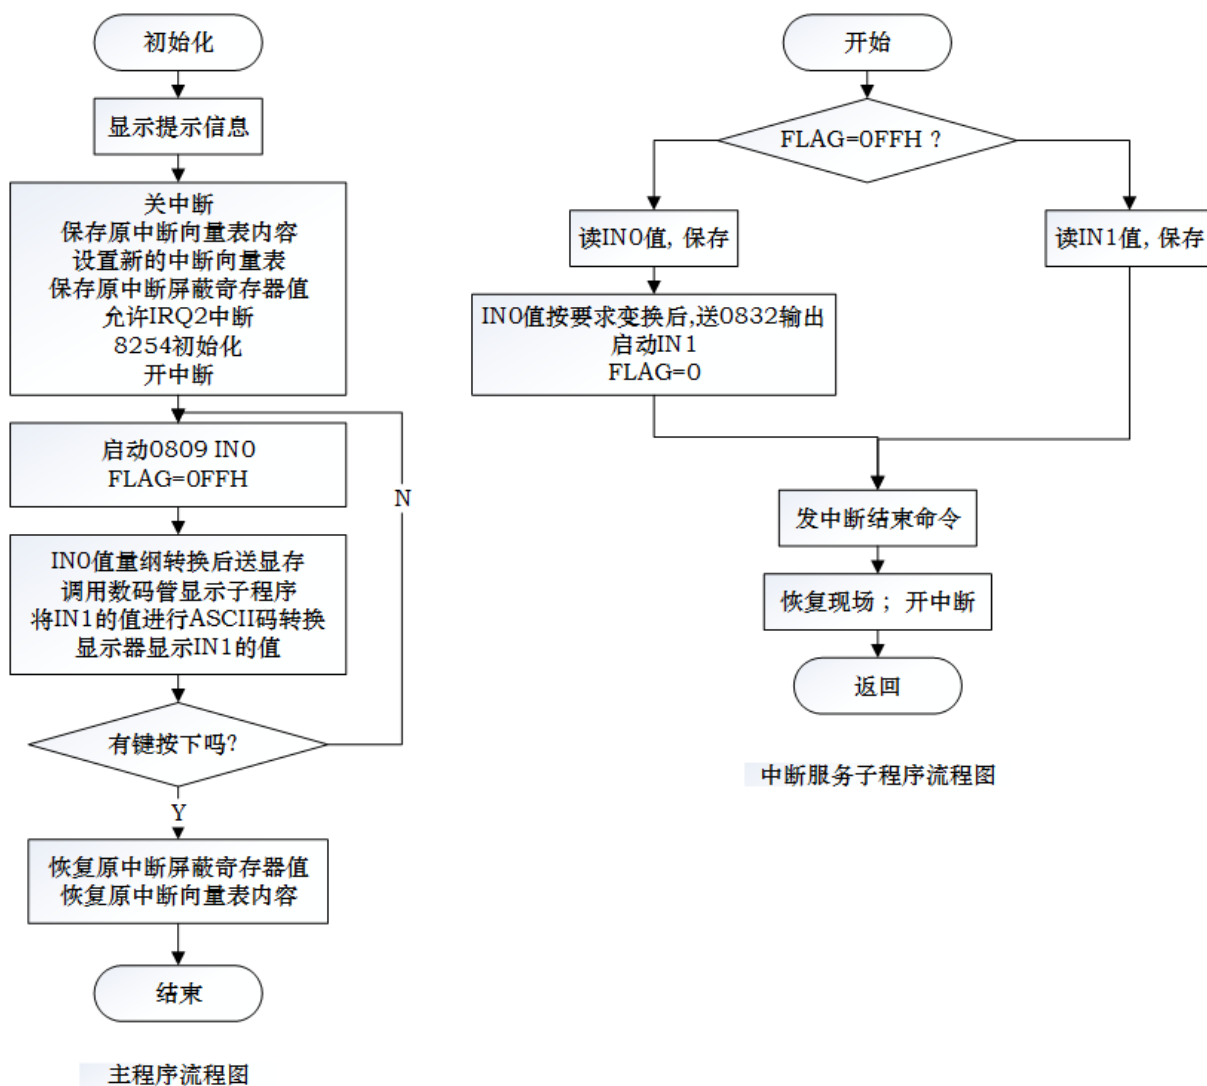 初始化
显示提示信息
关中断
保存原中断向量表内容
设置新的中断向量表
保存原中断屏蔽寄存器值
允许IRQ2中断
8254初始化
开中断
启动0809 IN0
FLAG=0FFH
N
IN0值量纲转换后送显存
调用数码管显示子程序
将IN1的值进行ASCII码转换
显示器显示IN1的值
有键按下吗?
Y
恢复原中断屏蔽寄存器值
恢复原中断向量表内容
结束
主程序流程图
开始
FLAG=0FFH ?
读IN0值, 保存
读IN1值, 保存
IN0值按要求变换后,送0832输出
启动IN1
FLAG=0
发中断结束命令
恢复现场； 开中断
返回
中断服务子程序流程图